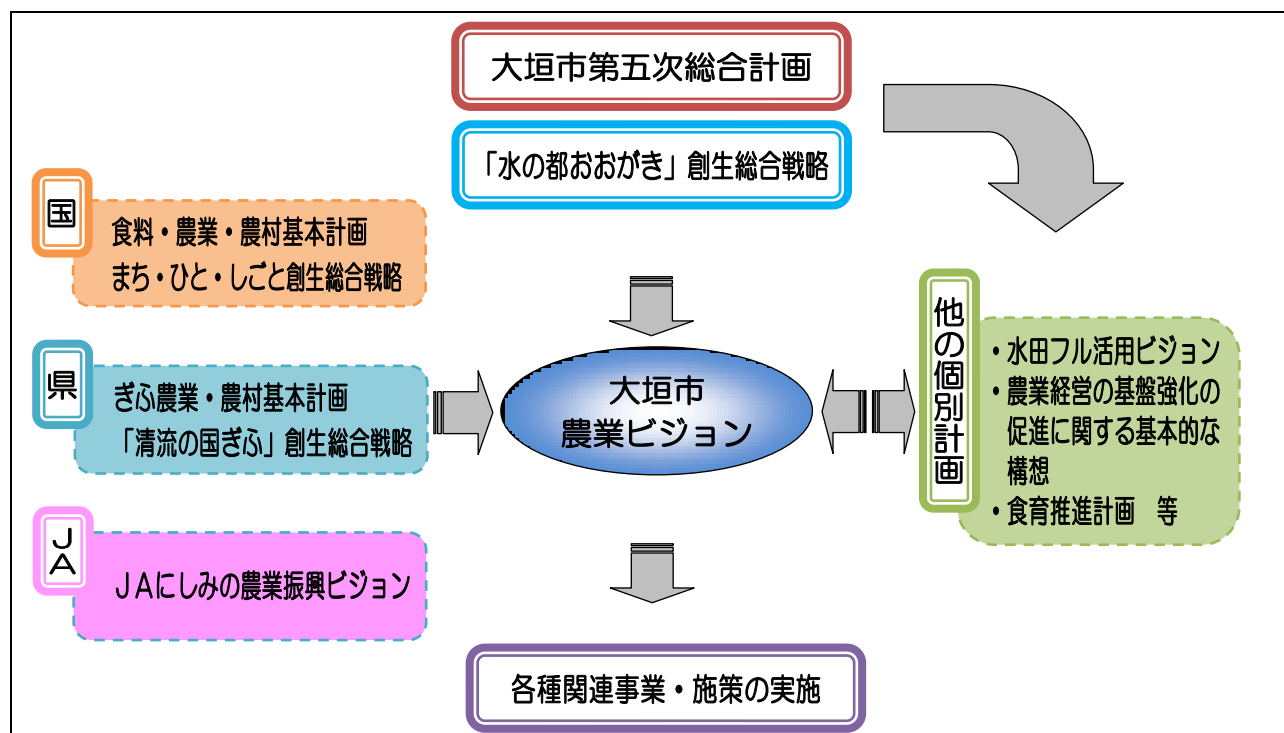 大垣市第五次総合計画
「水の都おおがき」創生総合戦略
国
食料・農業・農村基本計画
まち・ひと・しごと創生総合戦略
県
ぎふ農業・農村基本計画
「清流の国ぎふ」創生総合戦略
JA
JAにしみの農業振興ビジョン
大垣市
農業ビジョン
他の個別計画
・水田フル活用ビジョン
・農業経営の基盤強化の
促進に関する基本的な
構想
・食育推進計画　等
各種関連事業・施策の実施